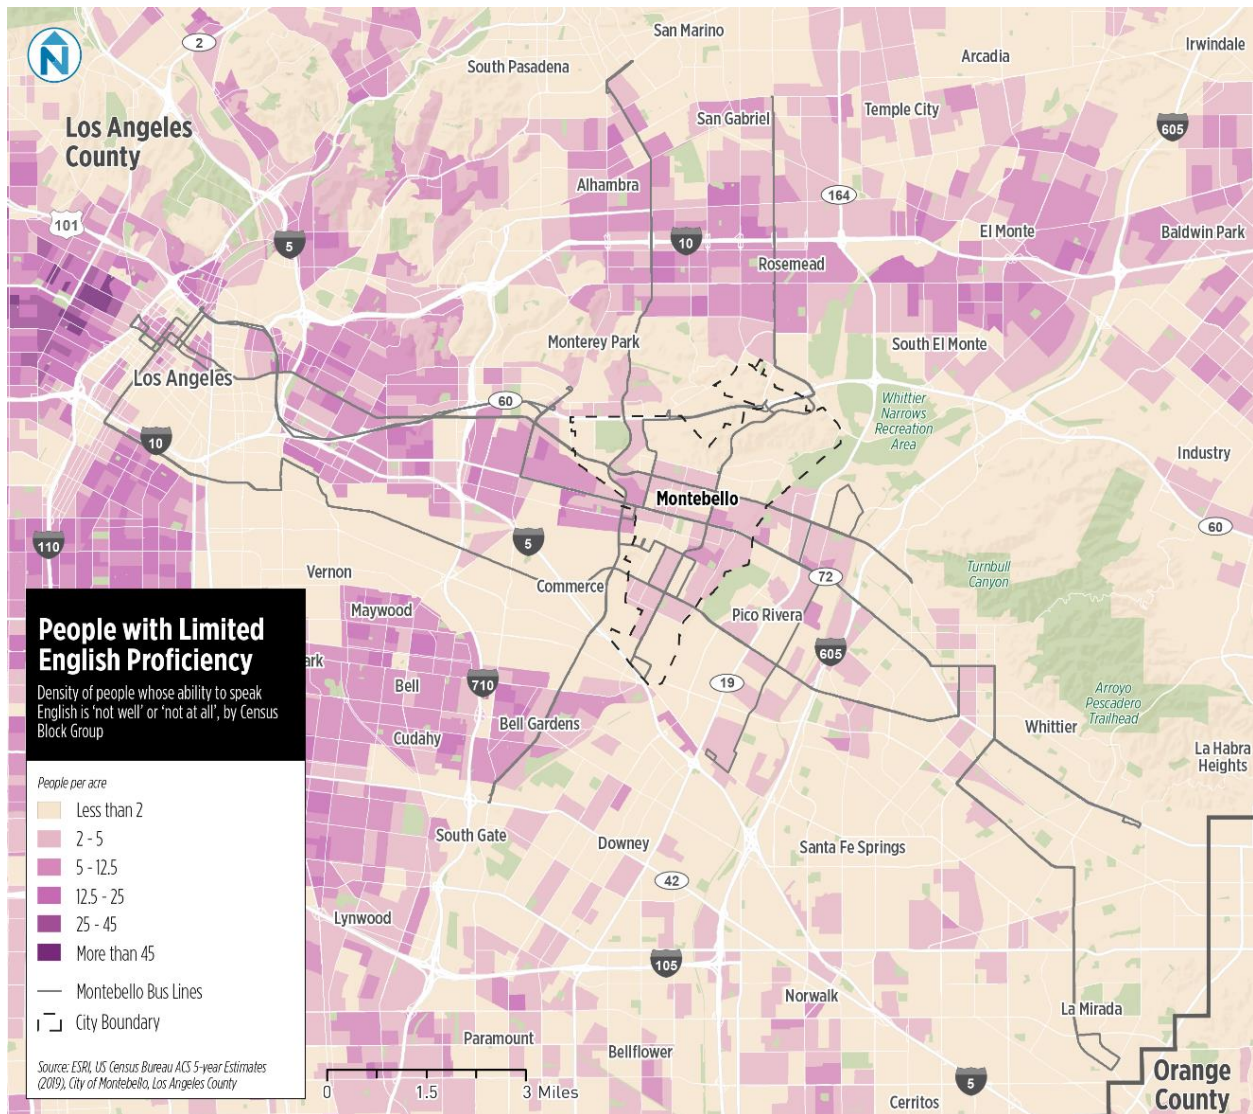 N
2
San Marino
Irwindale
South Pasadena
Arcadia
Los Angeles
County
San Gabriel
Temple City
605
Alhambra
164
101
5
10
El Monte
Baldwin Park
Rosemead
Monterey Park
South El Monte
Los Angeles
60
Whittier
Narrows
Recreation
Area
10
Industry
Montebello
60
110
5
Vernon
Commerce
72
Turnbull
Canyon
Maywood
Pico Rivera
605
ark
Bell
710
19
Arroyo
Pescadero
Trailhead
Bell Gardens
Cudahy
Whittier
La Habra
Heights
South Gate
Downey
Santa Fe Springs
42
Lynwood
105
Norwalk
La Mirada
Paramount
Bellflower
5
Orange
County
Cerritos
People with Limited
English Proficiency
Density of people whose ability to speak
English is ‘not well’ or ‘not at all’, by Census
Block Group
People per acre
Less than 2
2 - 5
5 - 12.5
12.5 - 25
25 - 45
More than 45
Montebello Bus Lines
City Boundary
Source: ESRI, US Census Bureau ACS 5-year Estimates
(2019), City of Montebello, Los Angeles County
0 1.5 3 Miles